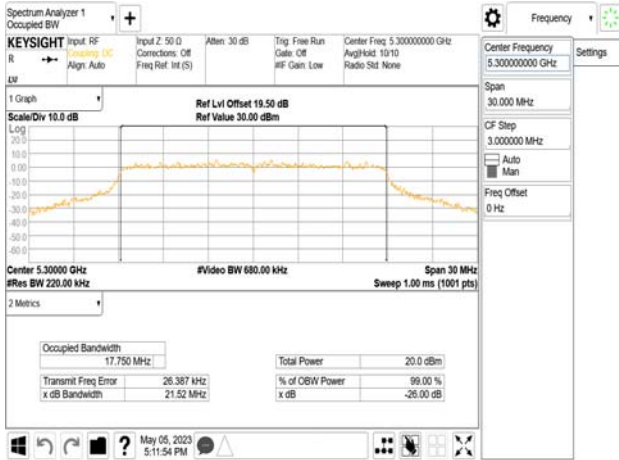 Spectrum Analyzer 1
Occupied BW
Frequency
KEYSIGHT
R
Input: RF
Coupling: DC
Align: Auto
Input Z: 50 Ω
Corrections: Off
Freq Ref: Int (S)
Atten: 30 dB
Trig: Free Run
Gate: Off
#IF Gain: Low
Center Freq: 5.300000000 GHz
Avg|Hold: 10/10
Radio Std: None
Center Frequency
5.300000000 GHz
Settings
Span
30.000 MHz
CF Step
3.000000 MHz
Auto
Man
Freq Offset
0 Hz
1 Graph
Scale/Div 10.0 dB
Ref Lvl Offset 19.50 dB
Ref Value 30.00 dBm
Log
20.0
10.0
0.00
-10.0
-20.0
-30.0
-40.0
-50.0
-60.0
Center 5.30000 GHz
#Res BW 220.00 kHz
#Video BW 680.00 kHz
Span 30 MHz
Sweep 1.00 ms (1001 pts)
2 Metrics
Occupied Bandwidth
17.750 MHz
Total Power 20.0 dBm
Transmit Freq Error 26.387 kHz
% of OBW Power 99.00 %
x dB Bandwidth 21.52 MHz
x dB -26.00 dB
May 05, 2023
5:11:54 PM